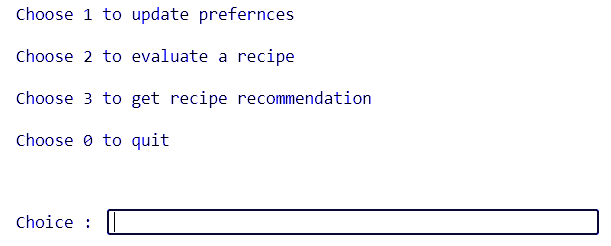 Choose 1 to update prefernces
Choose 2 to evaluate a recipe
Choose 3 to get recipe recommendation
Choose 0 to quit
Choice :